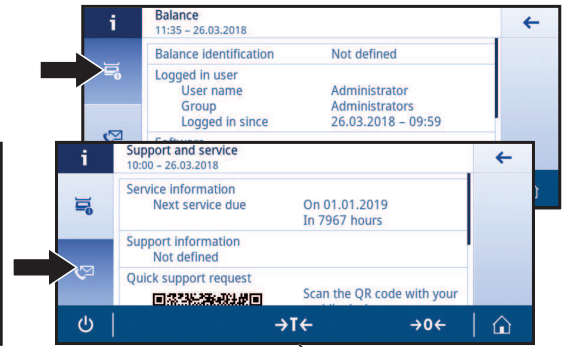 i
Balance
11:35 – 26.03.2018
Balance identification Not defined
Logged in user
User name Administrator
Group Administrators
Logged in since 26.03.2018 – 09:59
i
Support and service
10:00 – 26.03.2018
Service information
Next service due On 01.01.2019
In 7967 hours
Support information
Not defined
Quick support request
Scan the QR code with your
→T← →0←